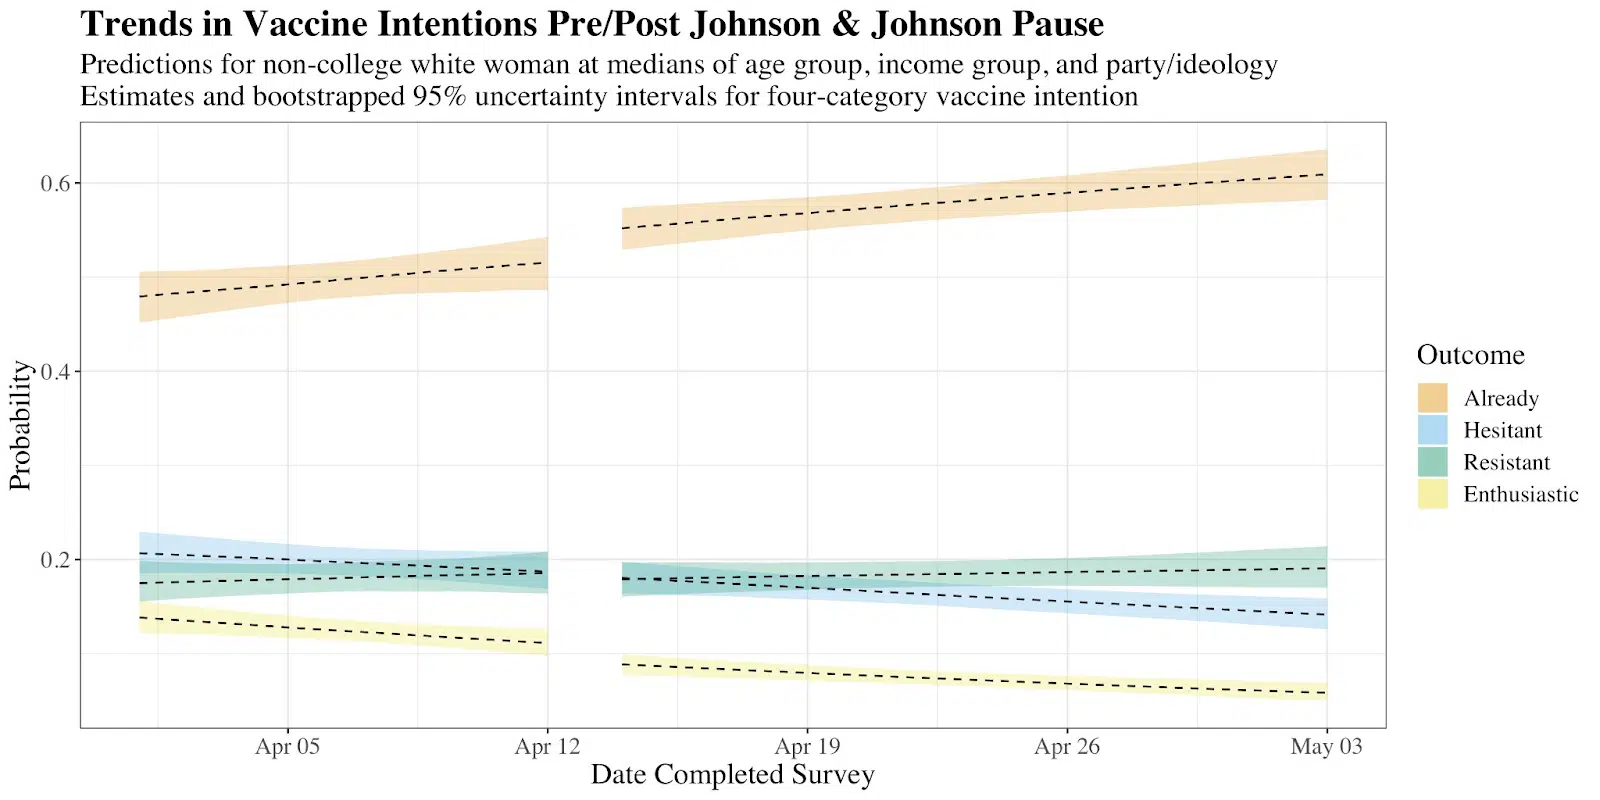 Trends in Vaccine Intentions Pre/Post Johnson & Johnson Pause
Predictions for non-college white woman at medians of age group, income group, and party/ideology
Estimates and bootstrapped 95% uncertainty intervals for four-category vaccine intention
Probability
0.6
0.4
0.2
Apr 05
Apr 12
Apr 19
Apr 26
May 03
Date Completed Survey
Outcome
Already
Hesitant
Resistant
Enthusiastic